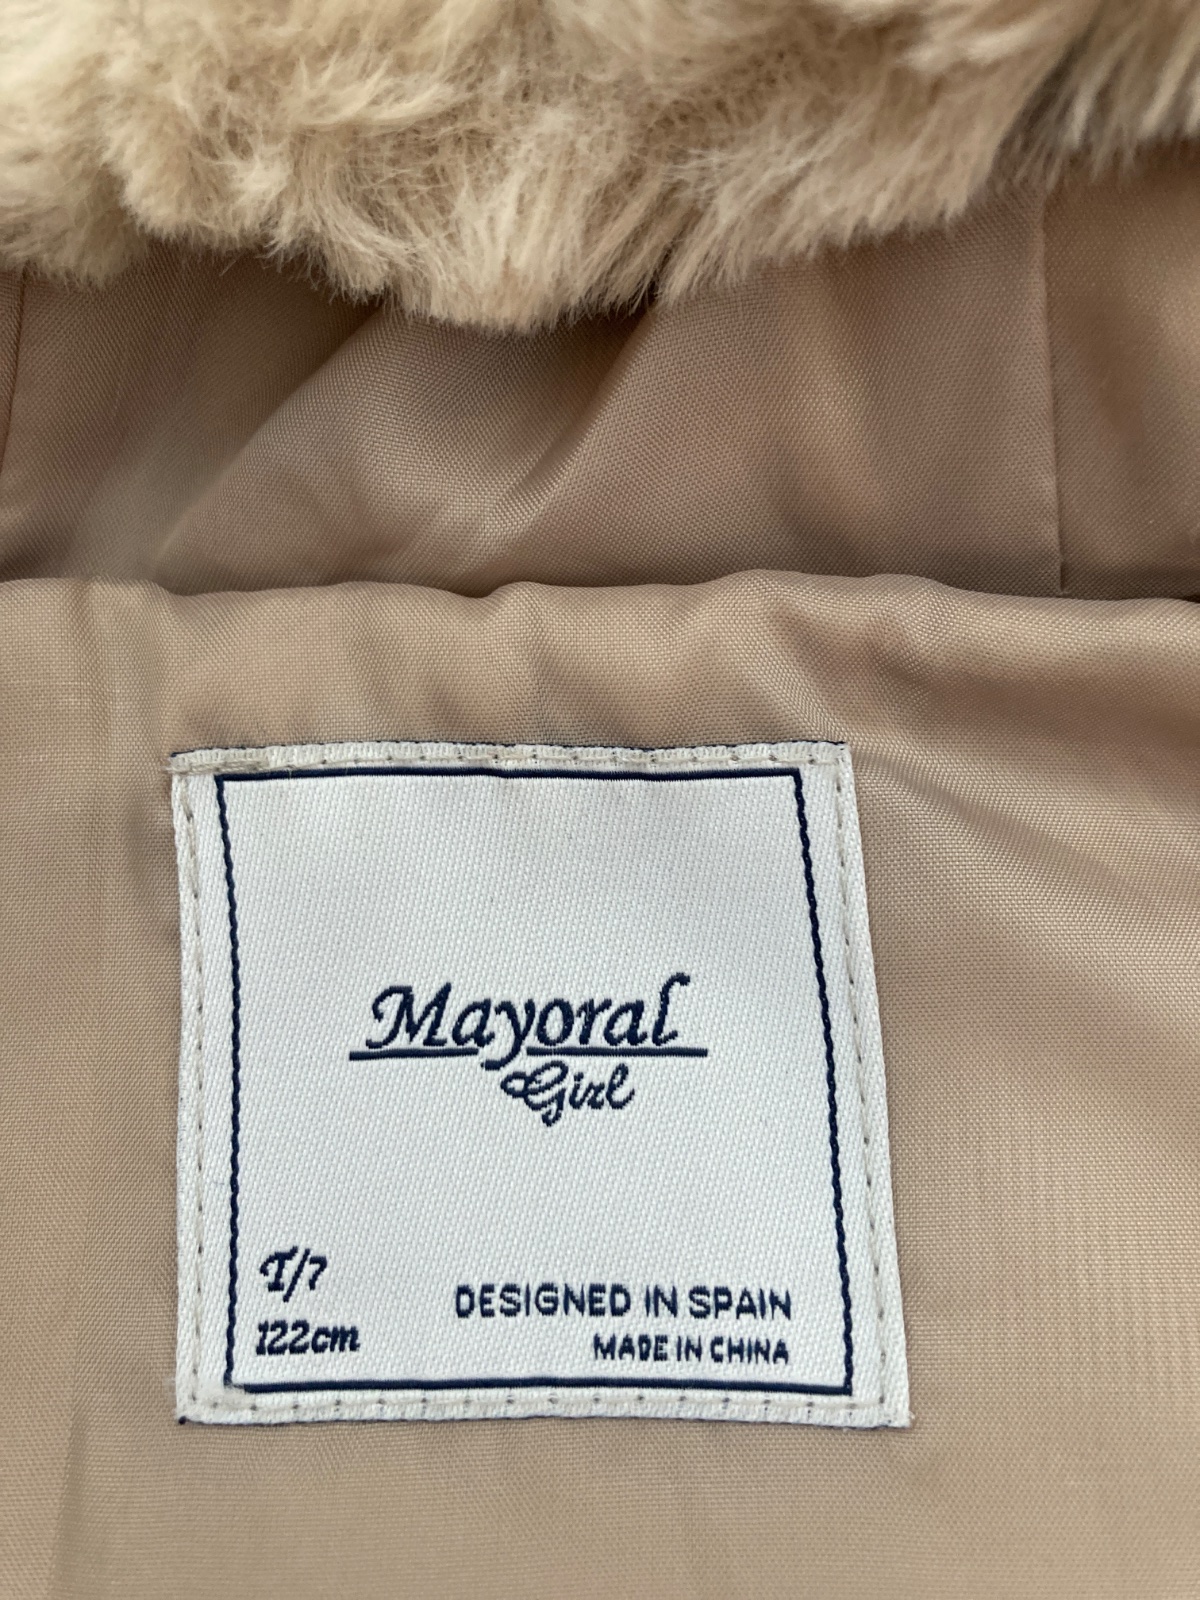 Mayoral
Girl
T/7
122cm
DESIGNED IN SPAIN
MADE IN CHINA